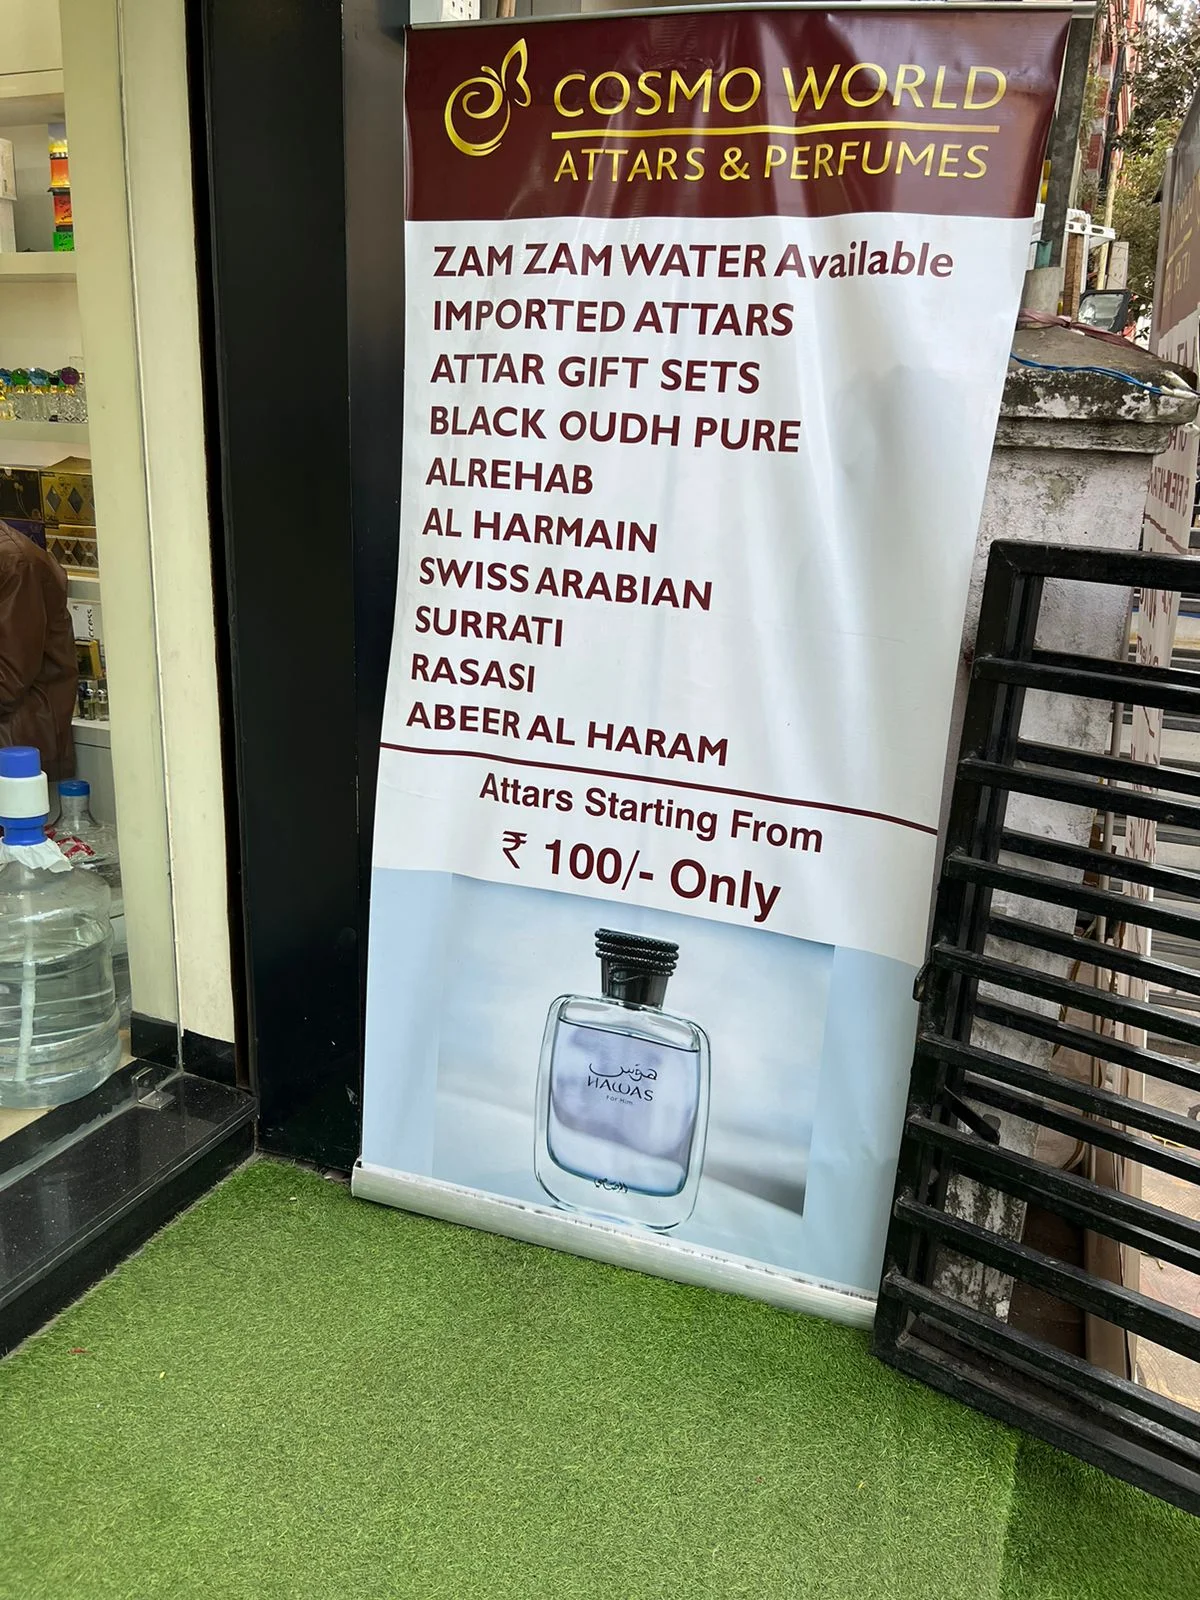 COSMO WORLD
ATTARS & PERFUMES
ZAM ZAM WATER Available
IMPORTED ATTARS
ATTAR GIFT SETS
BLACK OUDH PURE
ALREHAB
AL HARMAIN
SWISS ARABIAN
SURRATI
RASASI
ABEER AL HARAM
Attars Starting From
₹ 100/- Only
هوس
HAWAS
FOR HIM
الرصاصي